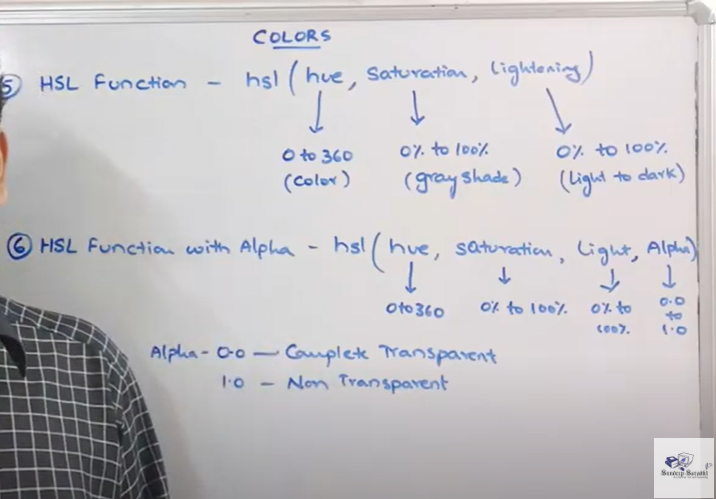 COLORS
5 HSL Function - hsl(hue, saturation, lightening)
0 to 360 0% to 100% 0% to 100%
(color) (gray shade) (Light to dark)
6 HSL Function with Alpha - hsl(hue, saturation, light, Alpha)
0 to 360 0% to 100% 0% to 100% 0.0 to 1.0
Alpha - 0.0 — Complete Transparent
1.0 - Non Transparent